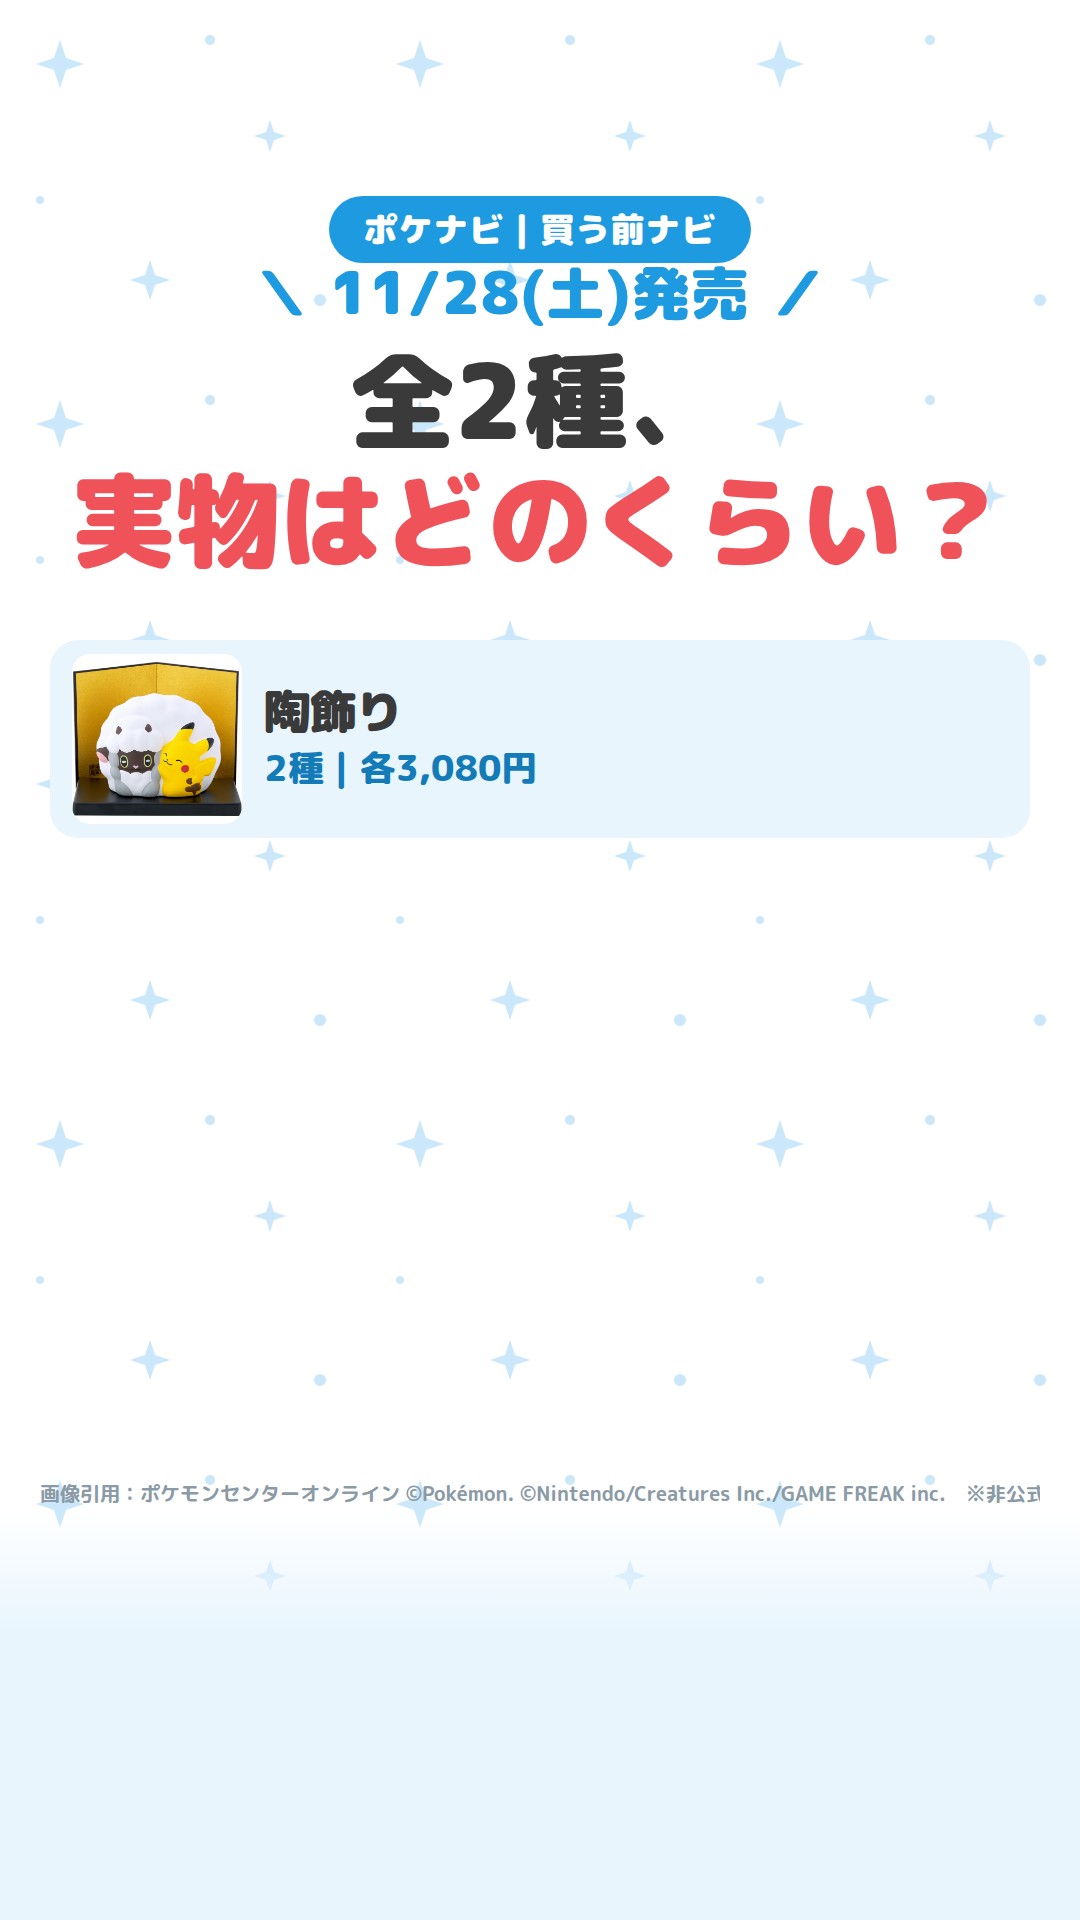 ポケナビ｜買う前ナビ
＼ 11/28(土)発売 ／
全2種、
実物はどのくらい？
陶飾り
2種｜各3,080円
画像引用：ポケモンセンターオンライン ©Pokémon. ©Nintendo/Creatures Inc./GAME FREAK inc.　※非公式